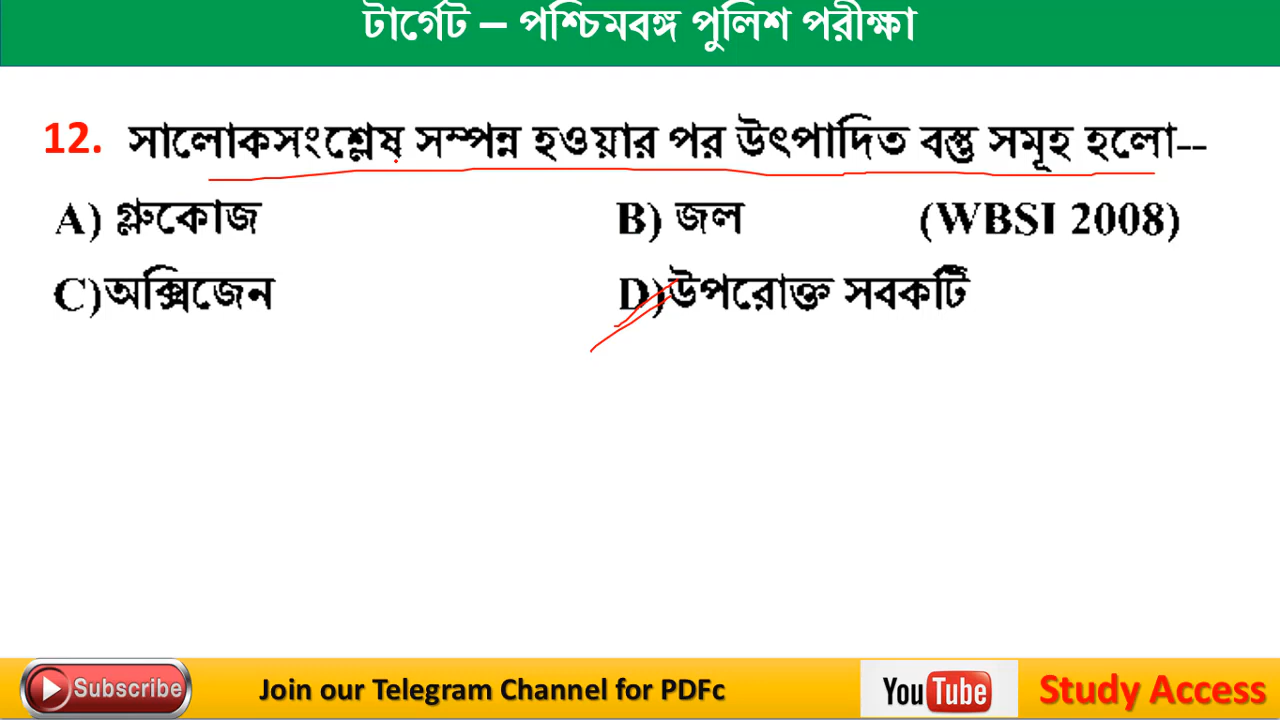 টার্গেট – পশ্চিমবঙ্গ পুলিশ পরীক্ষা
12. সালোকসংশ্লেষ সম্পন্ন হওয়ার পর উৎপাদিত বস্তু সমূহ হলো--
A) গ্লুকোজ B) জল (WBSI 2008)
C)অক্সিজেন D)উপরোক্ত সবকটি
Subscribe Join our Telegram Channel for PDFc YouTube Study Access